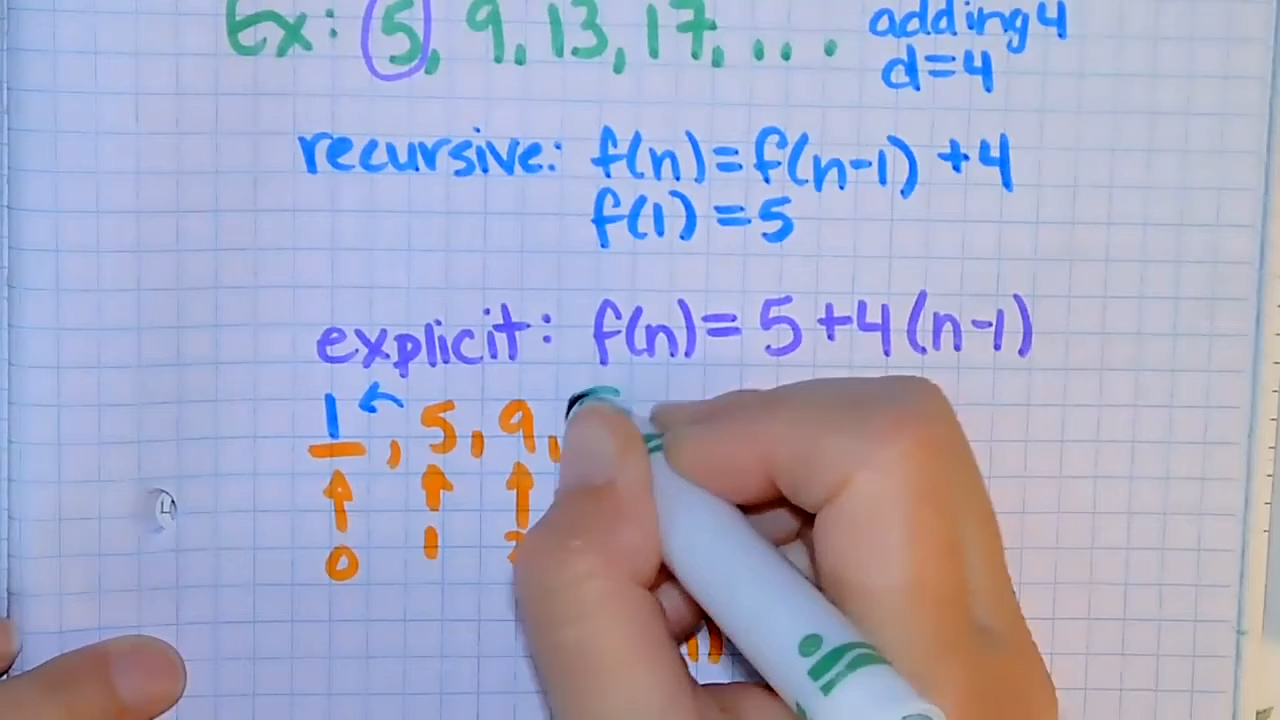 Ex: 5, 9, 13, 17, ... adding 4
d=4
recursive: f(n)=f(n-1)+4
f(1)=5
explicit: f(n)=5+4(n-1)
1, 5, 9,
0 1